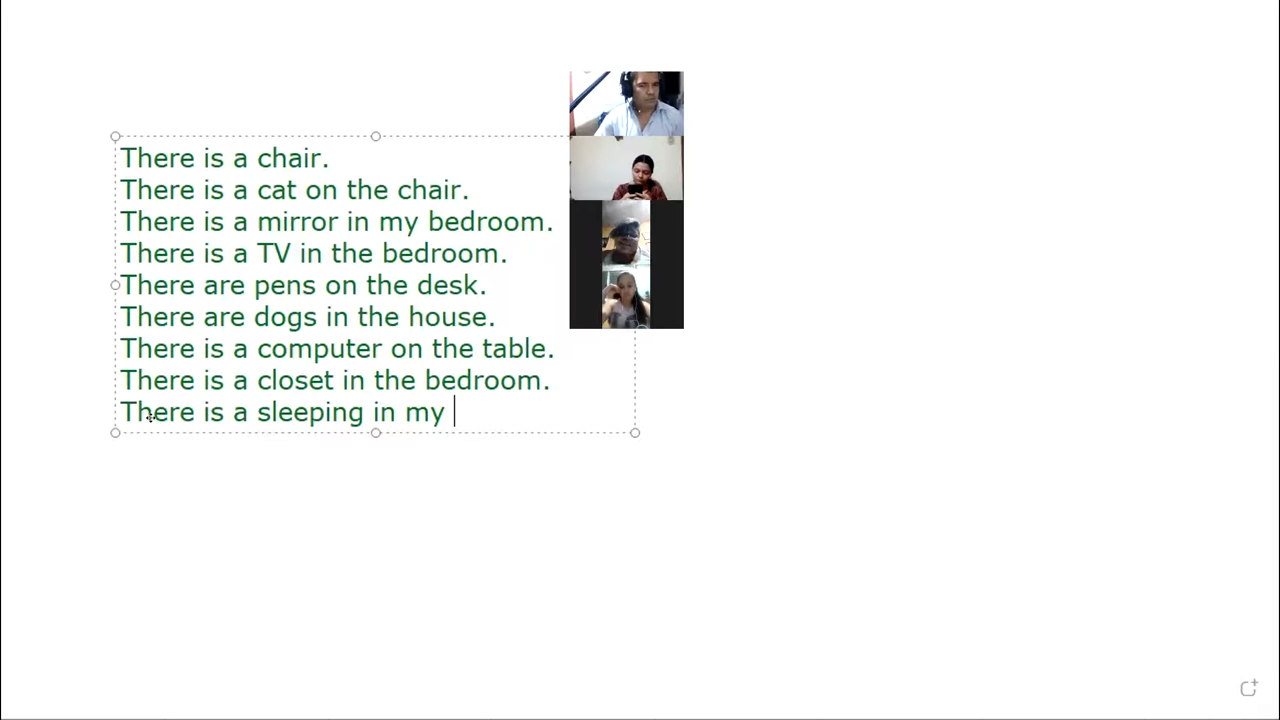 There is a chair.
There is a cat on the chair.
There is a mirror in my bedroom.
There is a TV in the bedroom.
There are pens on the desk.
There are dogs in the house.
There is a computer on the table.
There is a closet in the bedroom.
There is a sleeping in my